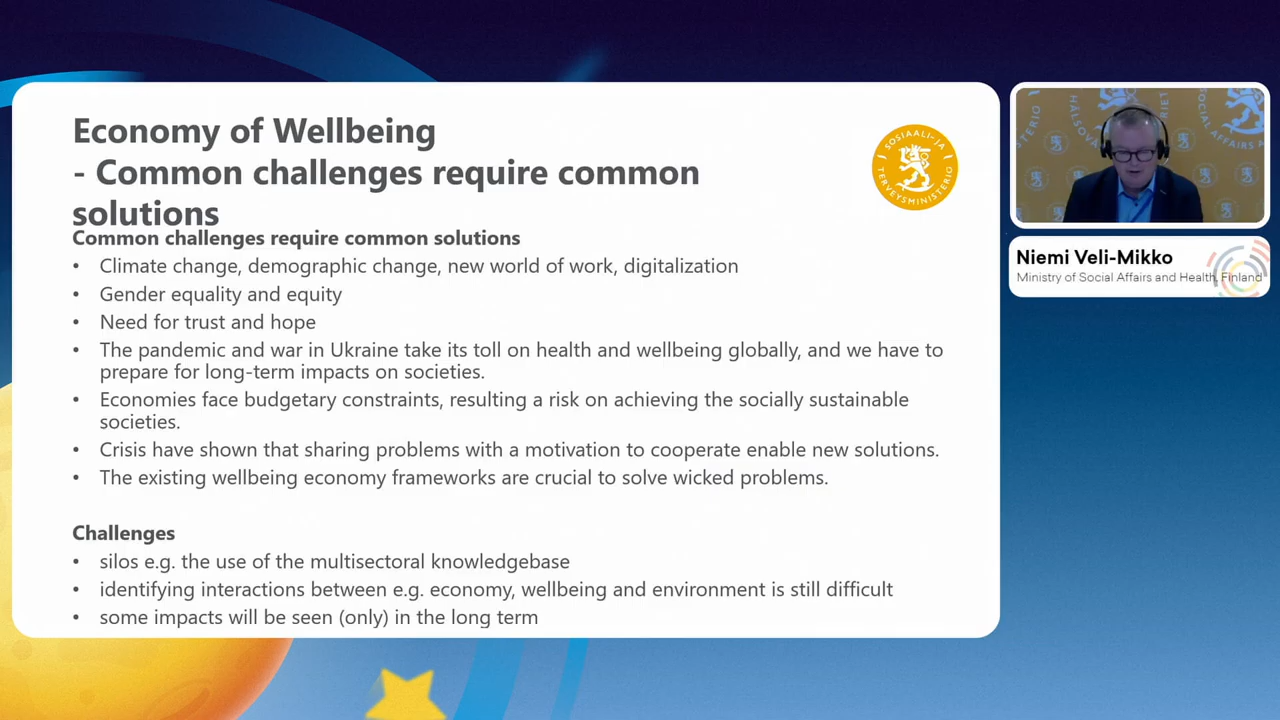 Economy of Wellbeing
- Common challenges require common
solutions
Common challenges require common solutions
• Climate change, demographic change, new world of work, digitalization
• Gender equality and equity
• Need for trust and hope
• The pandemic and war in Ukraine take its toll on health and wellbeing globally, and we have to
prepare for long-term impacts on societies.
• Economies face budgetary constraints, resulting a risk on achieving the socially sustainable
societies.
• Crisis have shown that sharing problems with a motivation to cooperate enable new solutions.
• The existing wellbeing economy frameworks are crucial to solve wicked problems.
Challenges
• silos e.g. the use of the multisectoral knowledgebase
• identifying interactions between e.g. economy, wellbeing and environment is still difficult
• some impacts will be seen (only) in the long term
SOSIAALI- JA
TERVEYSMINISTERIÖ
Niemi Veli-Mikko
Ministry of Social Affairs and Health, Finland